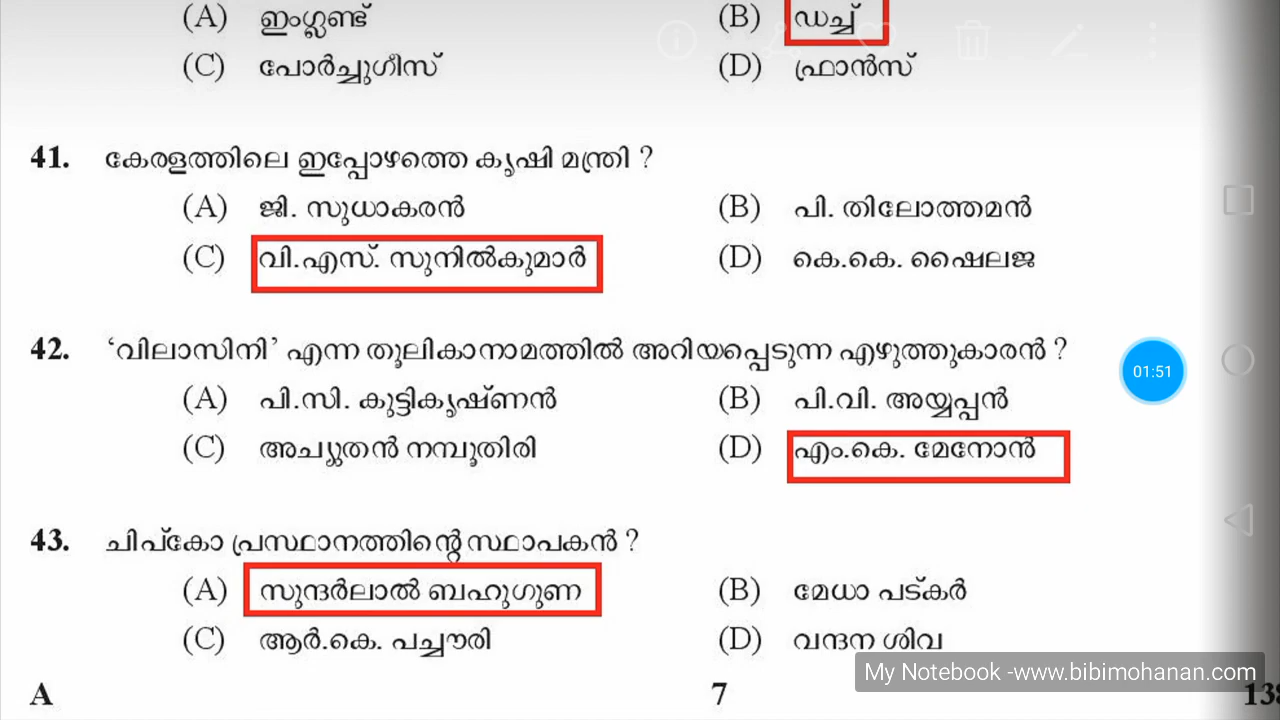 (A) ഇംഗ്ലണ്ട് (B) ഡച്ച്
(C) പോർച്ചുഗീസ് (D) ഫ്രാൻസ്
41. കേരളത്തിലെ ഇപ്പോഴത്തെ കൃഷി മന്ത്രി ?
(A) ജി. സുധാകരൻ (B) പി. തിലോത്തമൻ
(C) വി.എസ്. സുനിൽകുമാർ (D) കെ.കെ. ഷൈലജ
42. ‘വിലാസിനി’ എന്ന തൂലികാനാമത്തിൽ അറിയപ്പെടുന്ന എഴുത്തുകാരൻ ?
01:51
(A) പി.സി. കുട്ടികൃഷ്ണൻ (B) പി.വി. അയ്യപ്പൻ
(C) അച്യുതൻ നമ്പൂതിരി (D) എം.കെ. മേനോൻ
43. ചിപ്കോ പ്രസ്ഥാനത്തിന്റെ സ്ഥാപകൻ ?
(A) സുന്ദർലാൽ ബഹുഗുണ (B) മേധാ പട്കർ
(C) ആർ.കെ. പച്ചൗരി (D) വന്ദന ശിവ
My Notebook -www.bibimohanan.com
A 7